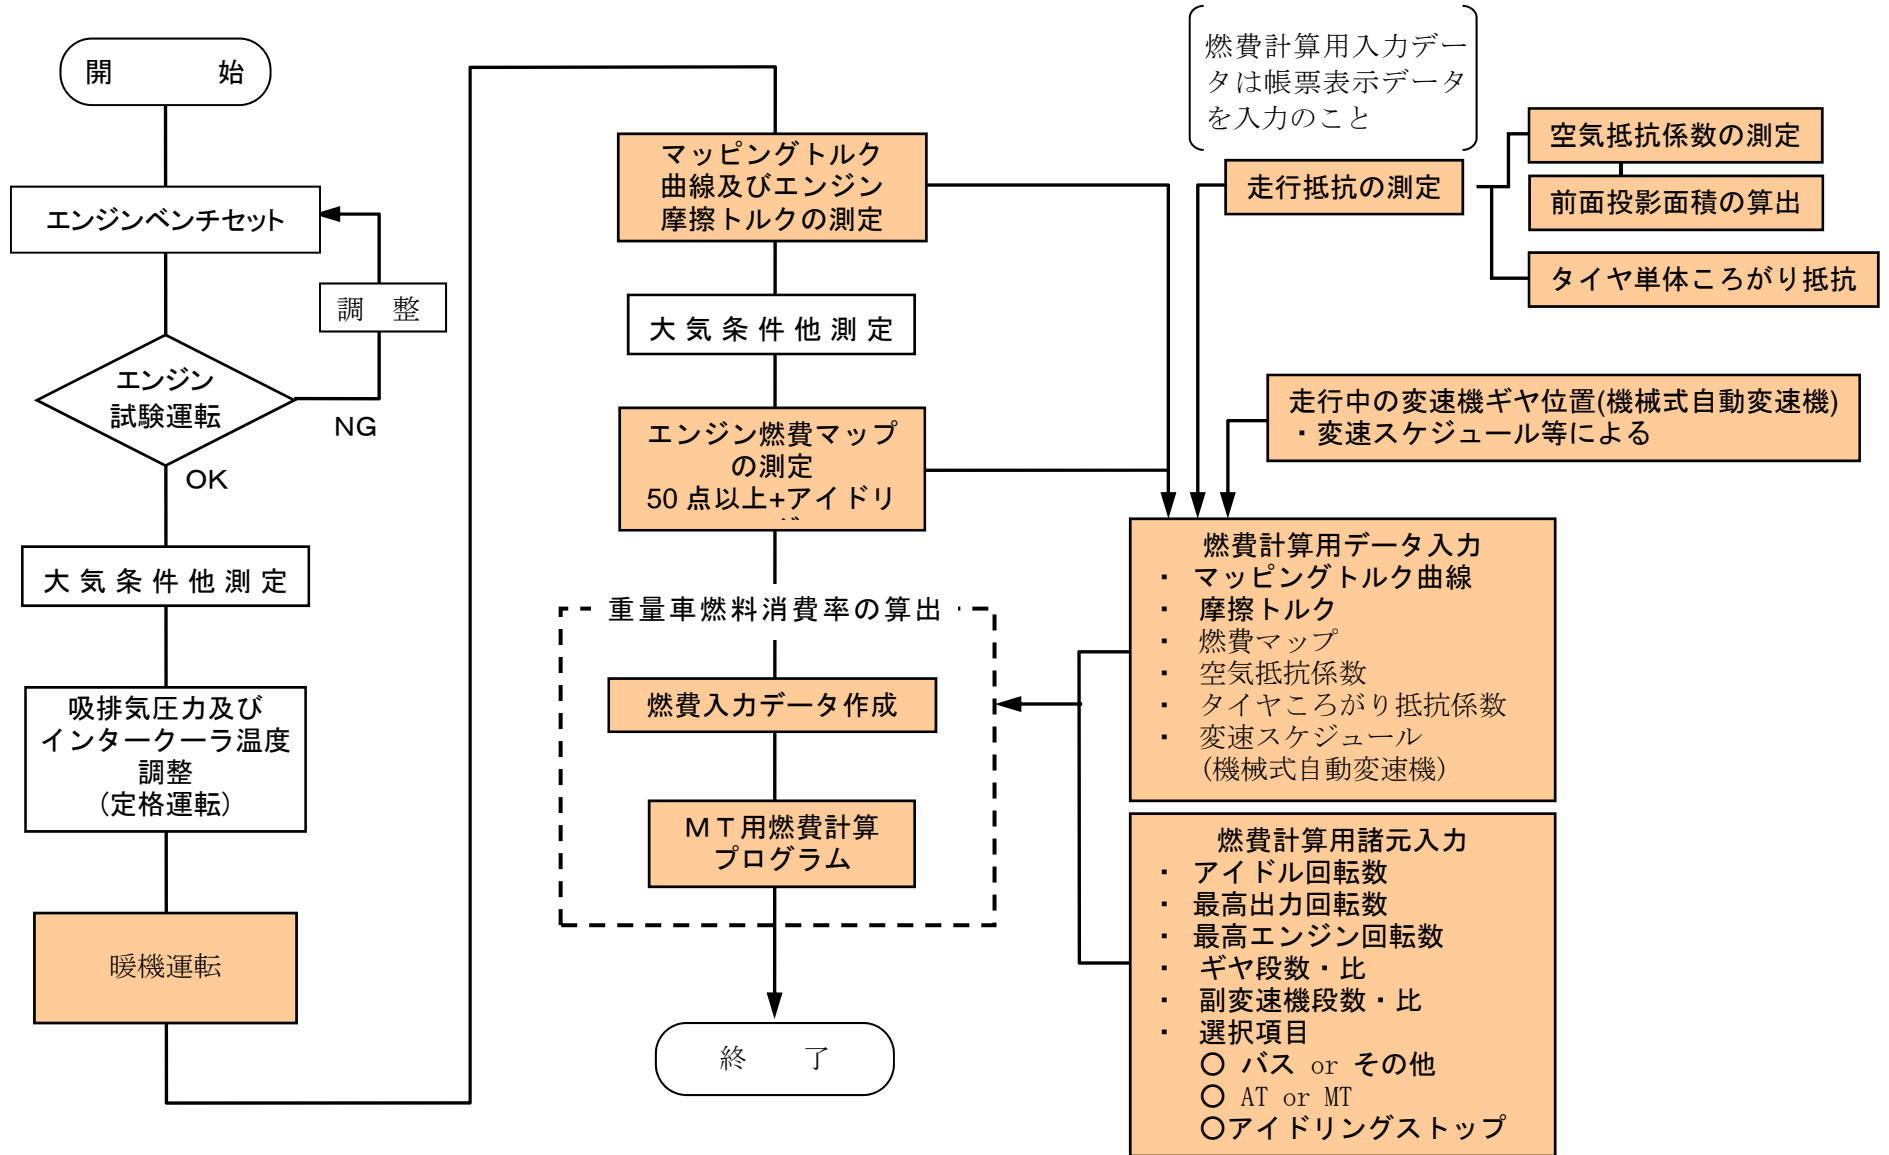 開 始
エンジンベンチセット
調 整
エンジン
試験運転
NG
OK
大気条件他測定
吸排気圧力及び
インタークーラ温度
調整
(定格運転)
暖機運転
マッピングトルク
曲線及びエンジン
摩擦トルクの測定
大気条件他測定
エンジン燃費マップ
の測定
50点以上+アイドリ
重量車燃料消費率の算出
燃費入力データ作成
MT用燃費計算
プログラム
終 了
燃費計算用入力デー
タは帳票表示データ
を入力のこと
走行抵抗の測定
空気抵抗係数の測定
前面投影面積の算出
タイヤ単体ころがり抵抗
走行中の変速機ギヤ位置(機械式自動変速機)
・変速スケジュール等による
燃費計算用データ入力
・ マッピングトルク曲線
・ 摩擦トルク
・ 燃費マップ
・ 空気抵抗係数
・ タイヤころがり抵抗係数
・ 変速スケジュール
(機械式自動変速機)
燃費計算用諸元入力
・ アイドル回転数
・ 最高出力回転数
・ 最高エンジン回転数
・ ギヤ段数・比
・ 副変速機段数・比
・ 選択項目
○ バス or その他
○ AT or MT
○アイドリングストップ